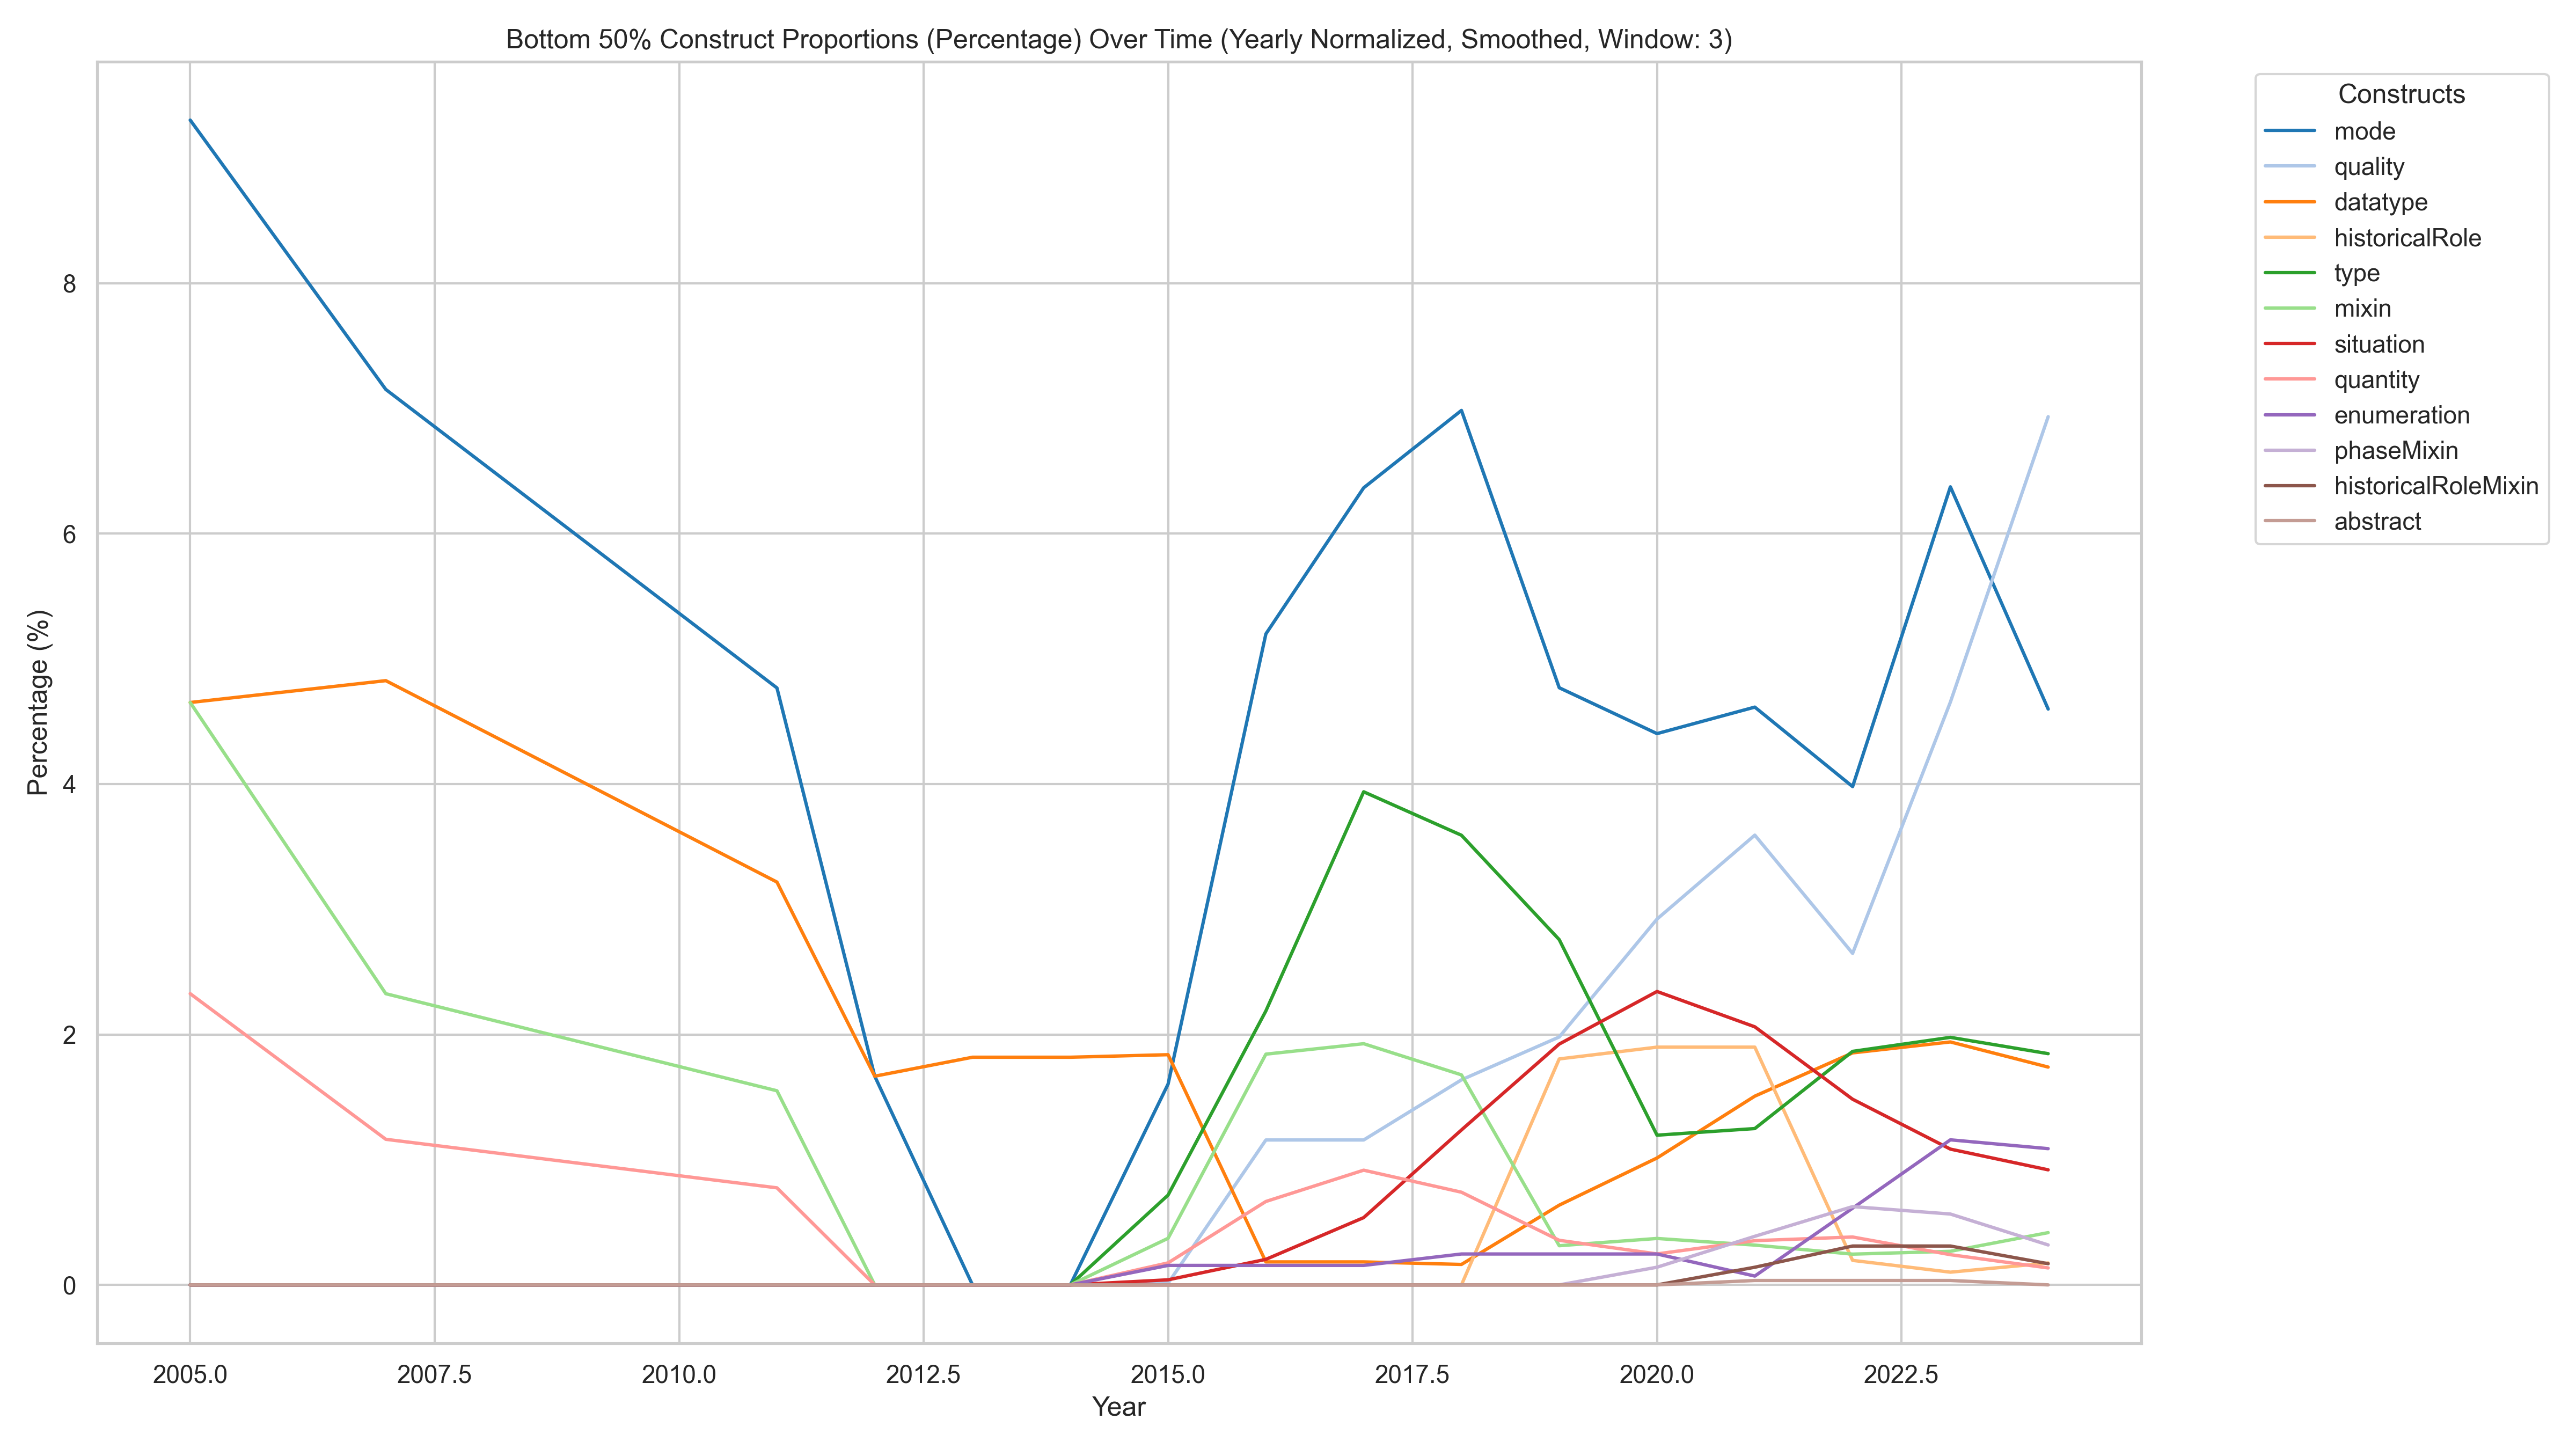 Bottom 50% Construct Proportions (Percentage) Over Time (Yearly Normalized, Smoothed, Window: 3)
Percentage (%)
8
6
4
2
0
2005.0 2007.5 2010.0 2012.5 2015.0 2017.5 2020.0 2022.5
Year
Constructs
mode
quality
datatype
historicalRole
type
mixin
situation
quantity
enumeration
phaseMixin
historicalRoleMixin
abstract